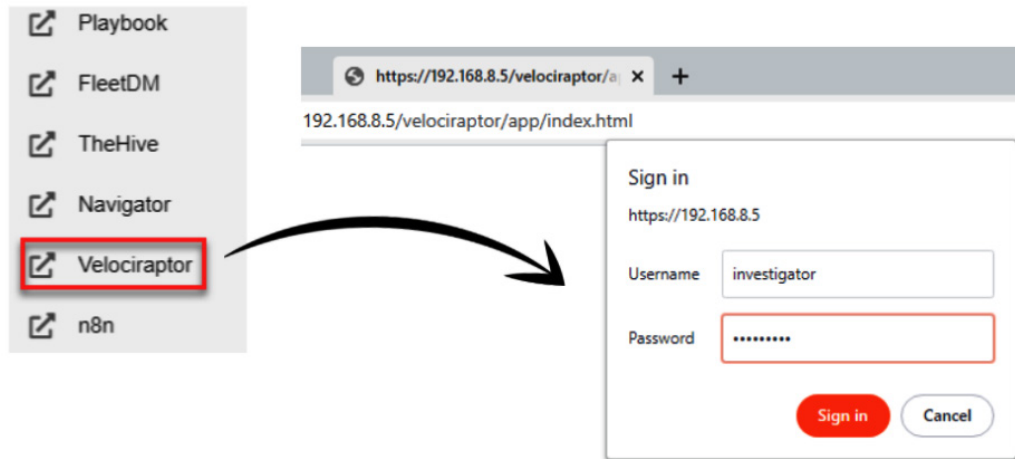 Playbook
FleetDM
TheHive
Navigator
Velociraptor
n8n
https://192.168.8.5/velociraptor/a
192.168.8.5/velociraptor/app/index.html
Sign in
https://192.168.8.5
Username investigator
Password •••••••••
Sign in Cancel